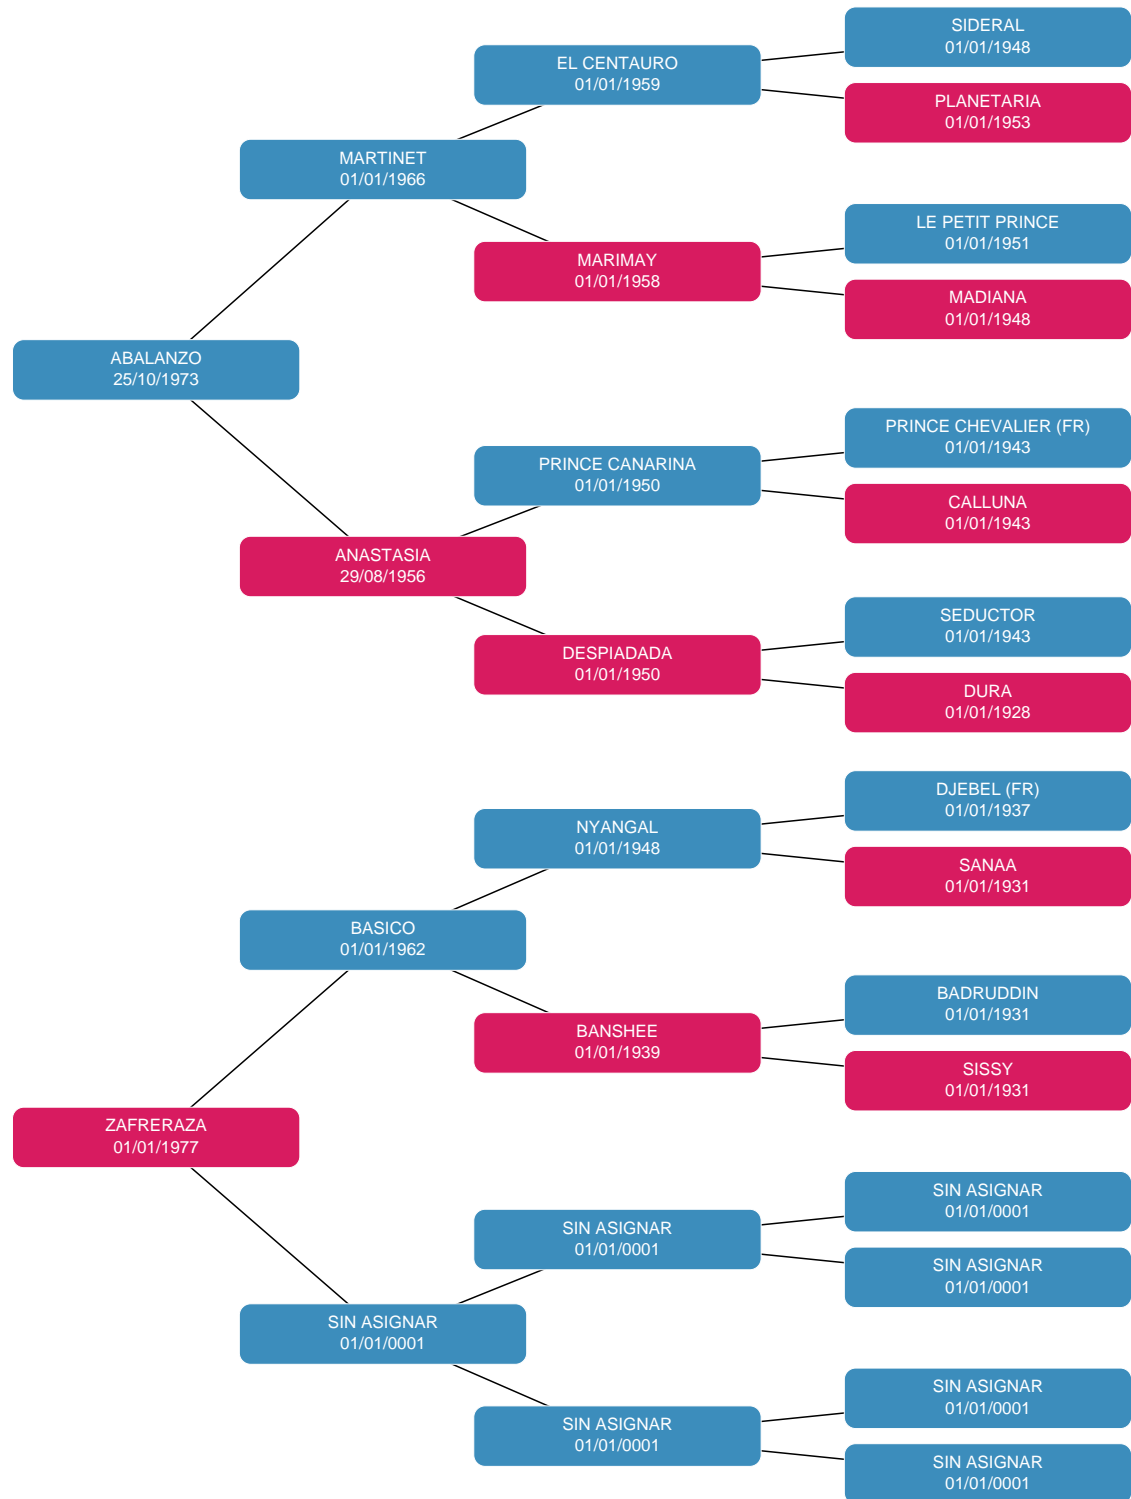 SIDERAL
01/01/1948
EL CENTAURO
01/01/1959
PLANETARIA
01/01/1953
MARTINET
01/01/1966
LE PETIT PRINCE
01/01/1951
MARIMAY
01/01/1958
MADIANA
01/01/1948
ABALANZO
25/10/1973
PRINCE CHEVALIER (FR)
01/01/1943
PRINCE CANARINA
01/01/1950
CALLUNA
01/01/1943
ANASTASIA
29/08/1956
SEDUCTOR
01/01/1943
DESPIADADA
01/01/1950
DURA
01/01/1928
DJEBEL (FR)
01/01/1937
NYANGAL
01/01/1948
SANAA
01/01/1931
BASICO
01/01/1962
BADRUDDIN
01/01/1931
BANSHEE
01/01/1939
SISSY
01/01/1931
ZAFRERAZA
01/01/1977
SIN ASIGNAR
01/01/0001
SIN ASIGNAR
01/01/0001
SIN ASIGNAR
01/01/0001
SIN ASIGNAR
01/01/0001
SIN ASIGNAR
01/01/0001
SIN ASIGNAR
01/01/0001
SIN ASIGNAR
01/01/0001